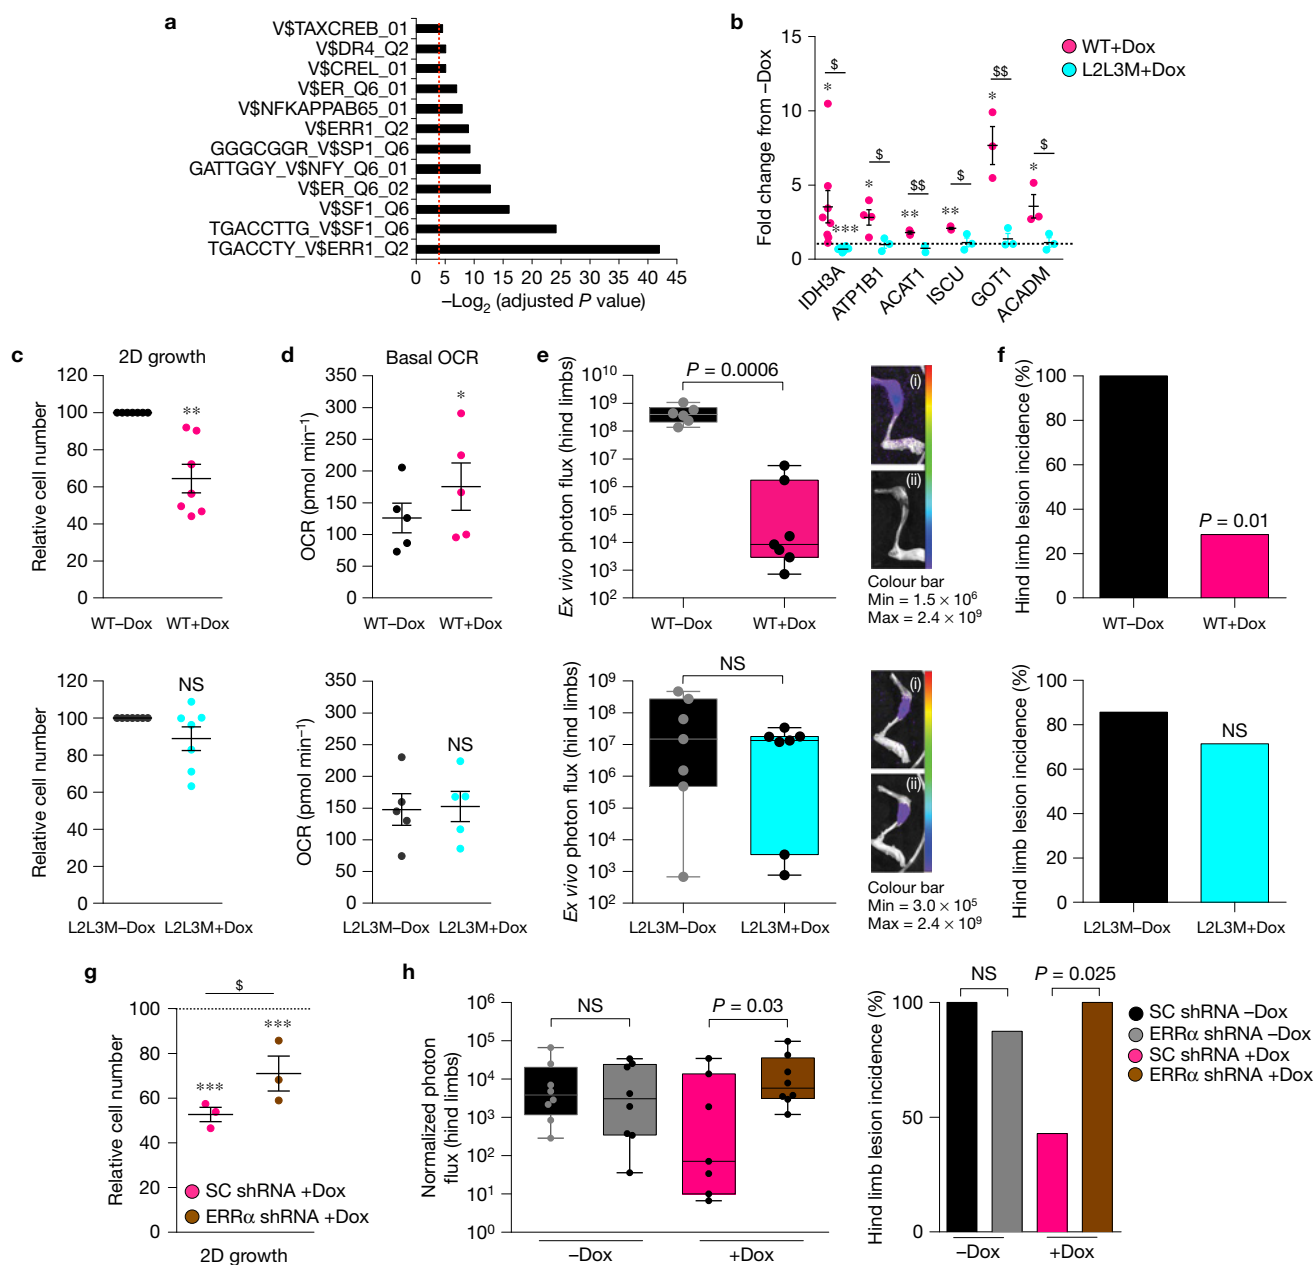 a
V$TAXCREB_01
V$DR4_Q2
V$CREL_01
V$ER_Q6_01
V$NFKAPPAB65_01
V$ERR1_Q2
GGGCGGR_V$SP1_Q6
GATTGGY_V$NFY_Q6_01
V$ER_Q6_02
V$SF1_Q6
TGACCTTG_V$SF1_Q6
TGACCTY_V$ERR1_Q2
0 5 10 15 20 25 30 35 40 45
–Log2 (adjusted P value)
b
Fold change from –Dox
15
10
5
0
WT+Dox
L2L3M+Dox
$ $ $$ $ $$ $
* *** * ** ** * *
IDH3A ATP1B1 ACAT1 ISCU GOT1 ACADM
c
2D growth
Relative cell number
120
100
80
60
40
20
0
**
WT–Dox WT+Dox
Relative cell number
120
100
80
60
40
20
0
NS
L2L3M–Dox L2L3M+Dox
d
Basal OCR
OCR (pmol min–1)
350
300
250
200
150
100
50
0
*
WT–Dox WT+Dox
OCR (pmol min–1)
350
300
250
200
150
100
50
0
NS
L2L3M–Dox L2L3M+Dox
e
Ex vivo photon flux (hind limbs)
10^10
10^9
10^8
10^7
10^6
10^5
10^4
10^3
10^2
P = 0.0006
WT–Dox WT+Dox
(i)
(ii)
Colour bar
Min = 1.5 × 10^6
Max = 2.4 × 10^9
Ex vivo photon flux (hind limbs)
10^9
10^8
10^7
10^6
10^5
10^4
10^3
10^2
NS
L2L3M–Dox L2L3M+Dox
(i)
(ii)
Colour bar
Min = 3.0 × 10^5
Max = 2.4 × 10^9
f
Hind limb lesion incidence (%)
100
80
60
40
20
0
P = 0.01
WT–Dox WT+Dox
Hind limb lesion incidence (%)
100
80
60
40
20
0
NS
L2L3M–Dox L2L3M+Dox
g
Relative cell number
100
80
60
40
20
0
$
*** ***
SC shRNA +Dox
ERRα shRNA +Dox
2D growth
h
Normalized photon
flux (hind limbs)
10^6
10^5
10^4
10^3
10^2
10^1
10^0
NS P = 0.03
–Dox +Dox
Hind limb lesion incidence (%)
100
50
0
NS P = 0.025
–Dox +Dox
SC shRNA –Dox
ERRα shRNA –Dox
SC shRNA +Dox
ERRα shRNA +Dox